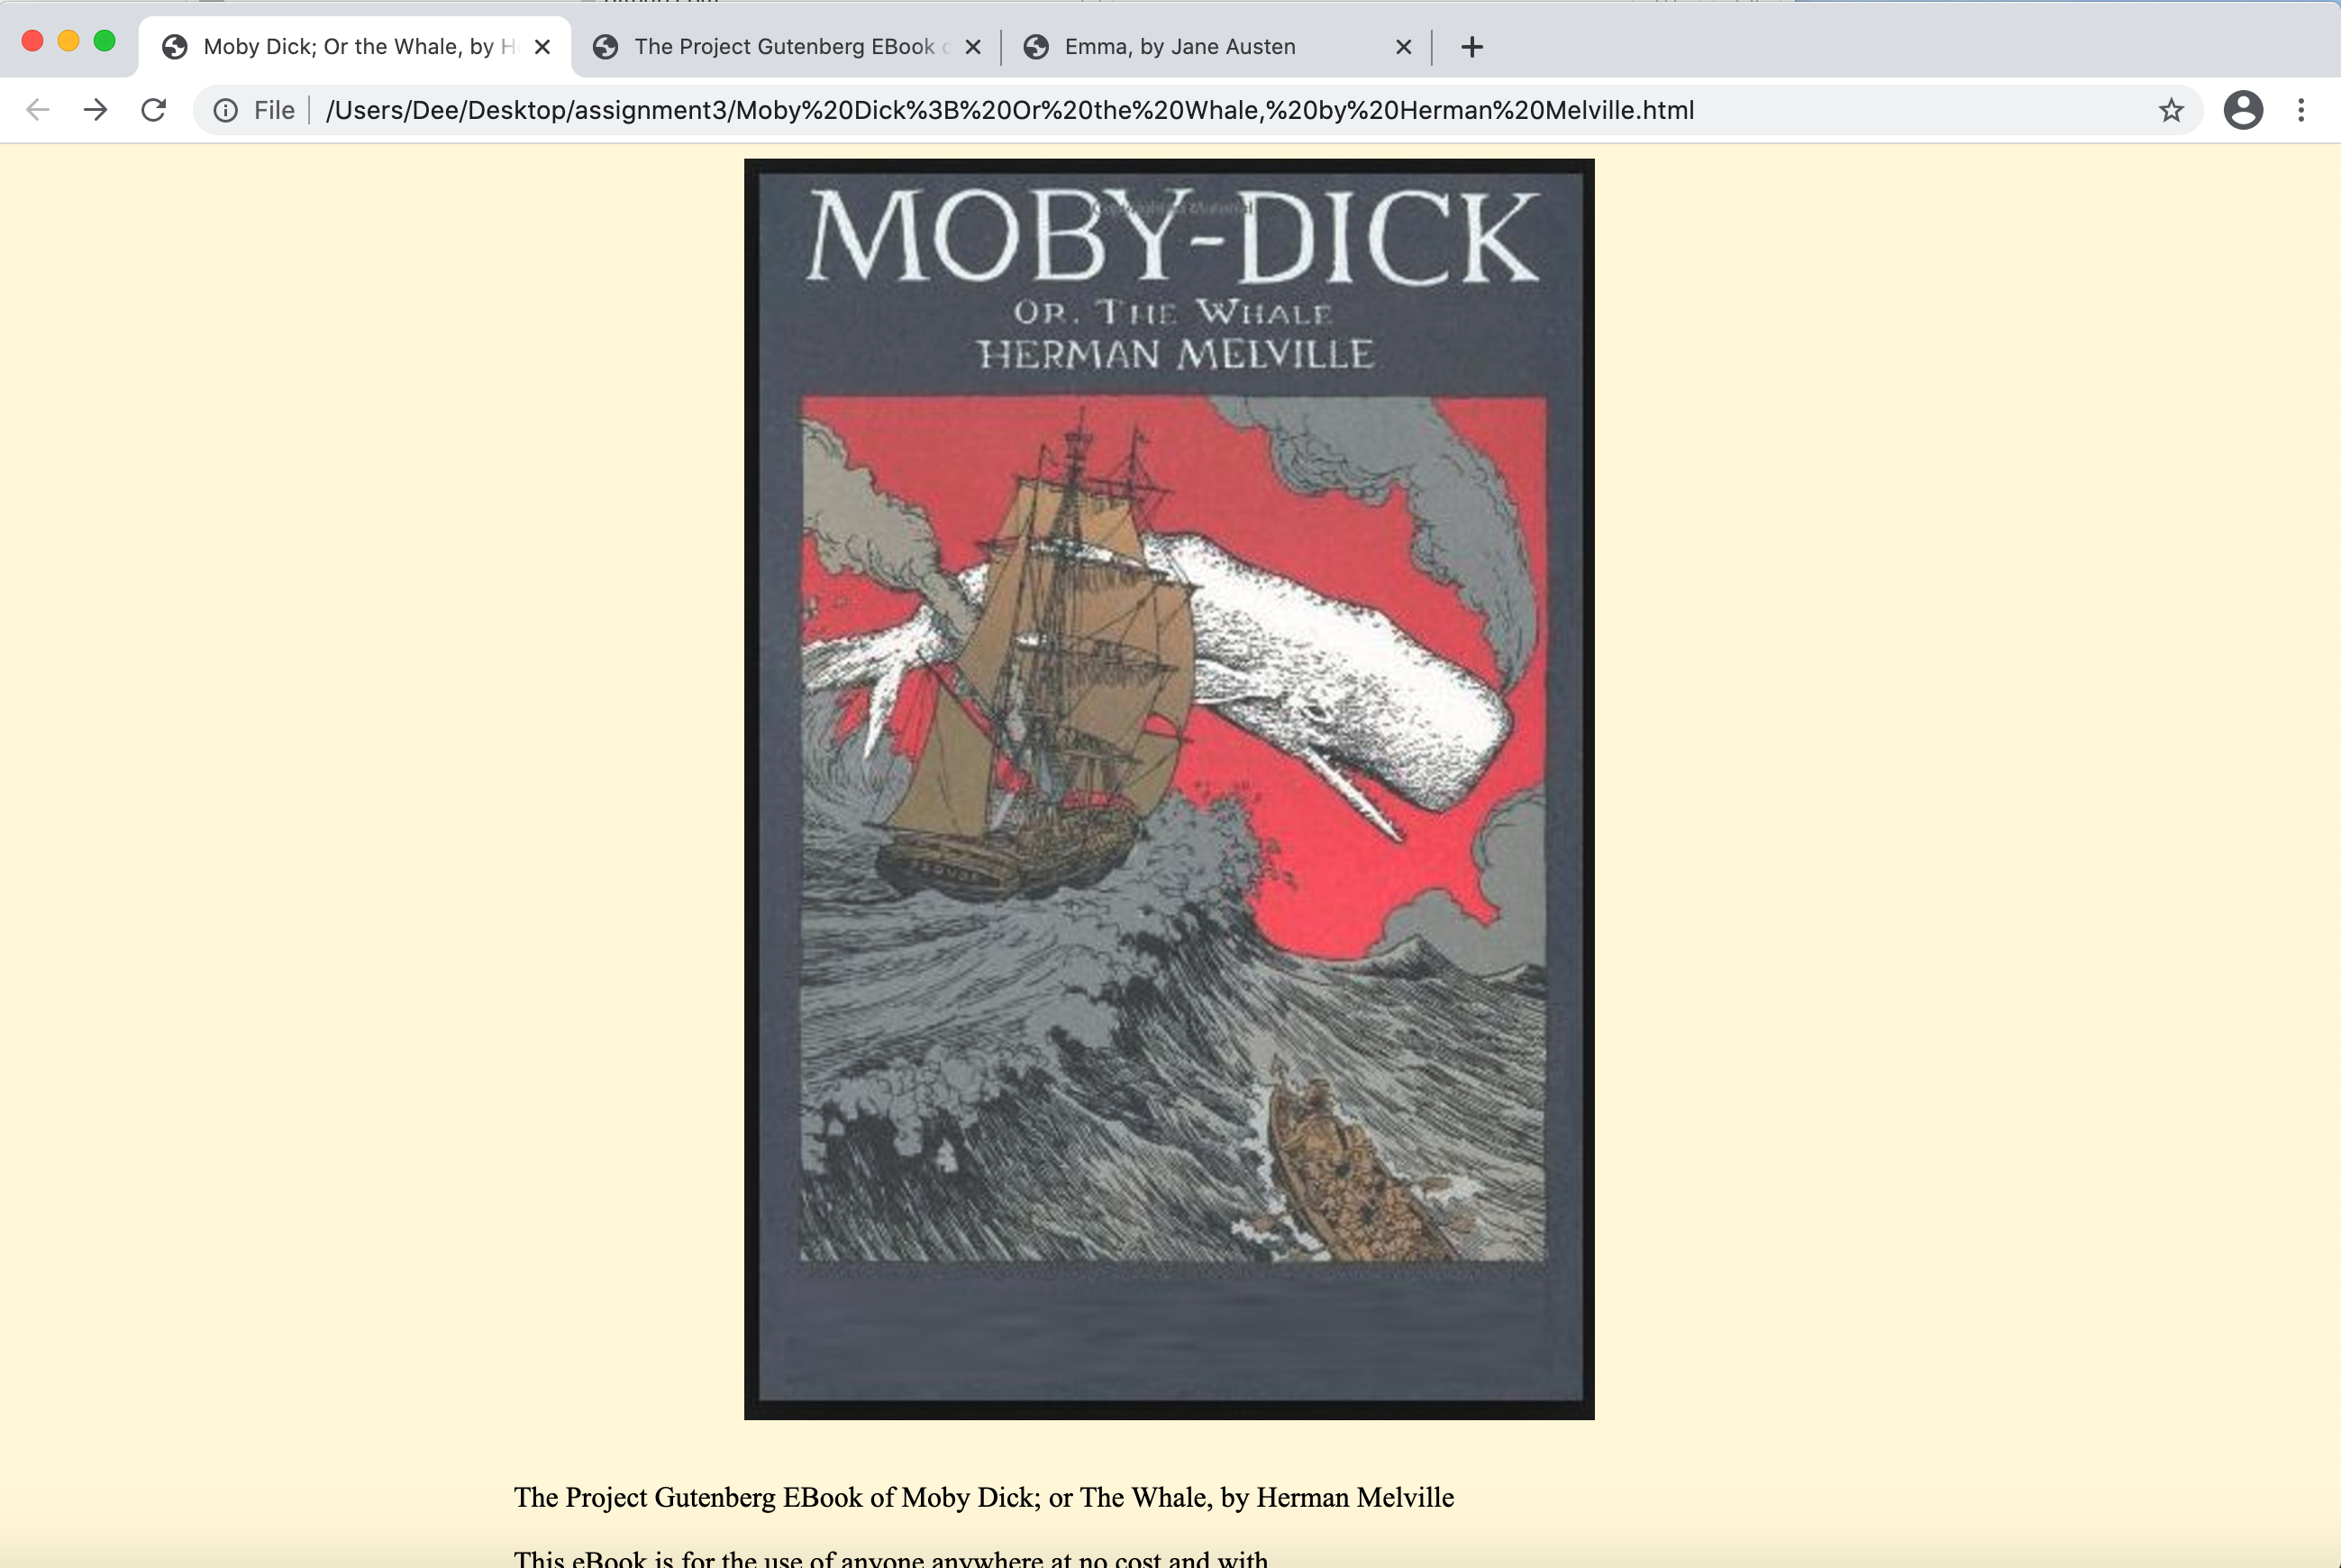 Moby Dick; Or the Whale, by H
The Project Gutenberg EBook
Emma, by Jane Austen
File
/Users/Dee/Desktop/assignment3/Moby%20Dick%3B%20Or%20the%20Whale,%20by%20Herman%20Melville.html
MOBY-DICK
OR, THE WHALE
HERMAN MELVILLE
The Project Gutenberg EBook of Moby Dick; or The Whale, by Herman Melville
This eBook is for the use of anyone anywhere at no cost and with